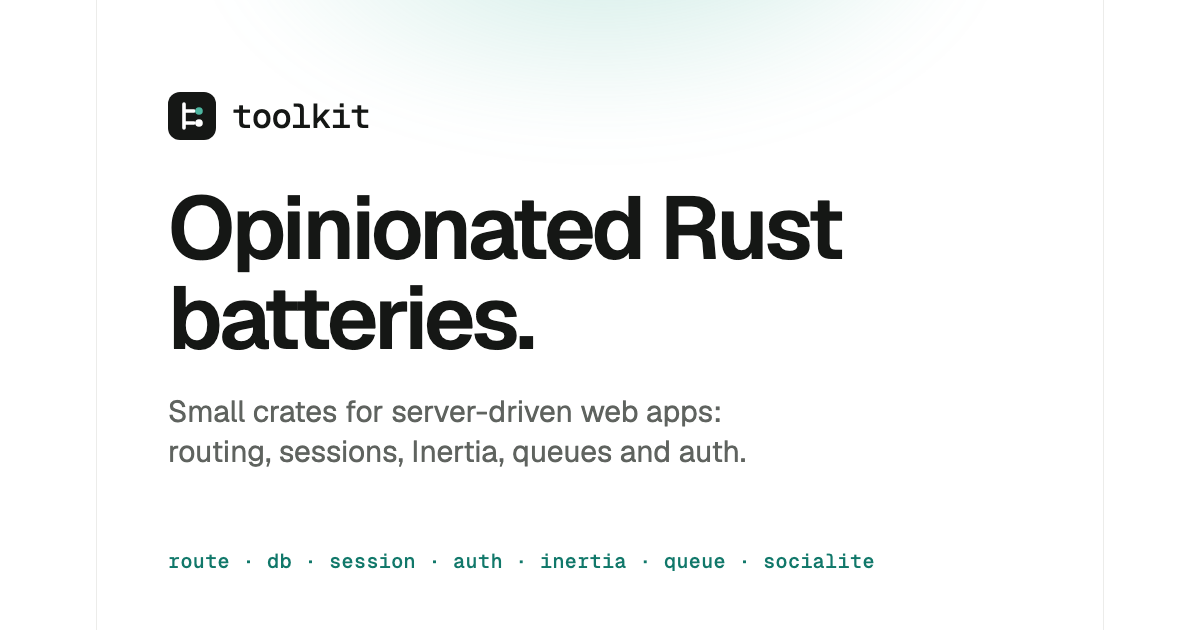 toolkit
Opinionated Rust
batteries.
Small crates for server-driven web apps:
routing, sessions, Inertia, queues and auth.
route · db · session · auth · inertia · queue · socialite